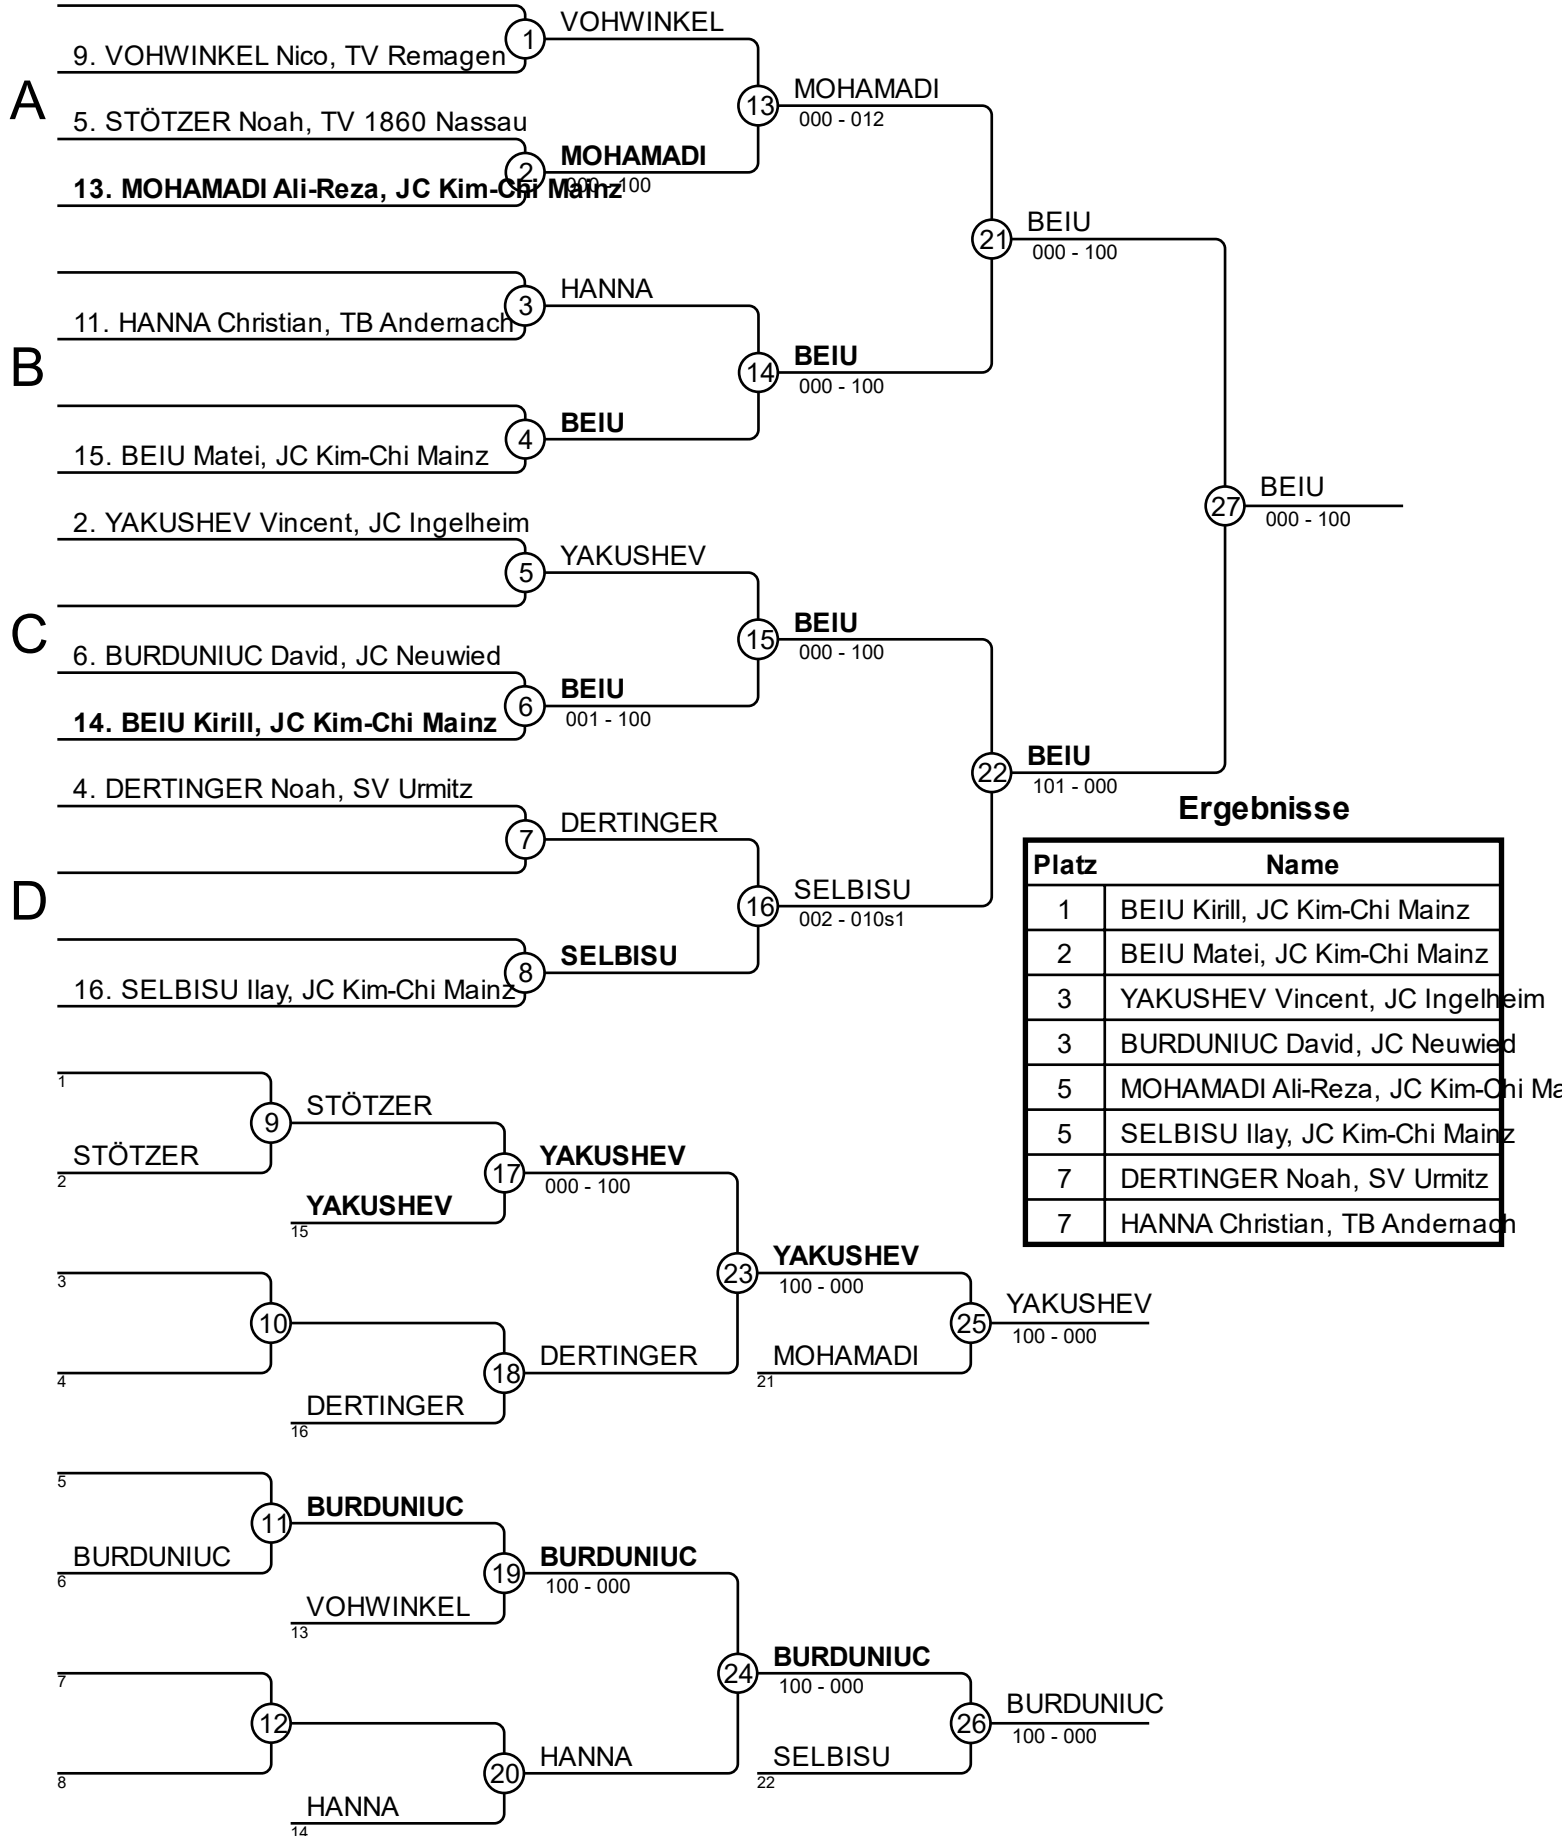 VOHWINKEL
1
9. VOHWINKEL Nico, TV Remagen
A
MOHAMADI
13
000 - 012
5. STÖTZER Noah, TV 1860 Nassau
MOHAMADI
2
000 - 100
13. MOHAMADI Ali-Reza, JC Kim-Chi Mainz
BEIU
21
000 - 100
HANNA
3
11. HANNA Christian, TB Andernach
B
BEIU
14
000 - 100
BEIU
4
15. BEIU Matei, JC Kim-Chi Mainz
BEIU
27
000 - 100
2. YAKUSHEV Vincent, JC Ingelheim
YAKUSHEV
5
C
BEIU
15
000 - 100
6. BURDUNIUC David, JC Neuwied
BEIU
6
001 - 100
14. BEIU Kirill, JC Kim-Chi Mainz
BEIU
22
101 - 000
4. DERTINGER Noah, SV Urmitz
DERTINGER
7
D
SELBISU
16
002 - 010s1
SELBISU
8
16. SELBISU Ilay, JC Kim-Chi Mainz
Ergebnisse
Platz Name
1 BEIU Kirill, JC Kim-Chi Mainz
2 BEIU Matei, JC Kim-Chi Mainz
3 YAKUSHEV Vincent, JC Ingelheim
3 BURDUNIUC David, JC Neuwied
5 MOHAMADI Ali-Reza, JC Kim-Chi Ma
5 SELBISU Ilay, JC Kim-Chi Mainz
7 DERTINGER Noah, SV Urmitz
7 HANNA Christian, TB Andernach
1
STÖTZER
9
STÖTZER
2
YAKUSHEV
17
000 - 100
YAKUSHEV
15
YAKUSHEV
23
100 - 000
3
10
4
DERTINGER
18
DERTINGER
16
YAKUSHEV
25
100 - 000
MOHAMADI
21
5
BURDUNIUC
11
BURDUNIUC
6
BURDUNIUC
19
100 - 000
VOHWINKEL
13
BURDUNIUC
24
100 - 000
7
12
8
HANNA
20
HANNA
14
BURDUNIUC
26
100 - 000
SELBISU
22